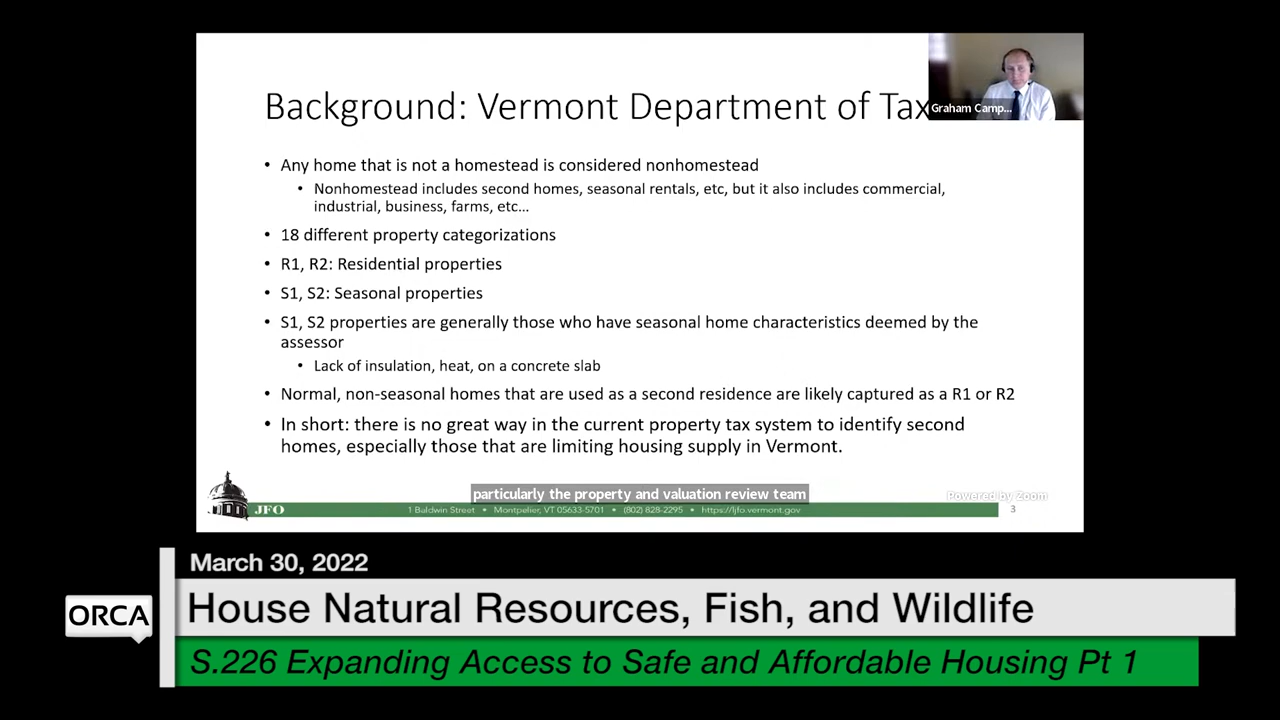 Background: Vermont Department of Tax
Graham Camp...
• Any home that is not a homestead is considered nonhomestead
• Nonhomestead includes second homes, seasonal rentals, etc, but it also includes commercial,
industrial, business, farms, etc...
• 18 different property categorizations
• R1, R2: Residential properties
• S1, S2: Seasonal properties
• S1, S2 properties are generally those who have seasonal home characteristics deemed by the
assessor
• Lack of insulation, heat, on a concrete slab
• Normal, non-seasonal homes that are used as a second residence are likely captured as a R1 or R2
• In short: there is no great way in the current property tax system to identify second
homes, especially those that are limiting housing supply in Vermont.
particularly the property and valuation review team
Powered by Zoom
JFO
1 Baldwin Street • Montpelier, VT 05633-5701 • (802) 828-2295 • https://ljfo.vermont.gov
3
March 30, 2022
ORCA
House Natural Resources, Fish, and Wildlife
S.226 Expanding Access to Safe and Affordable Housing Pt 1